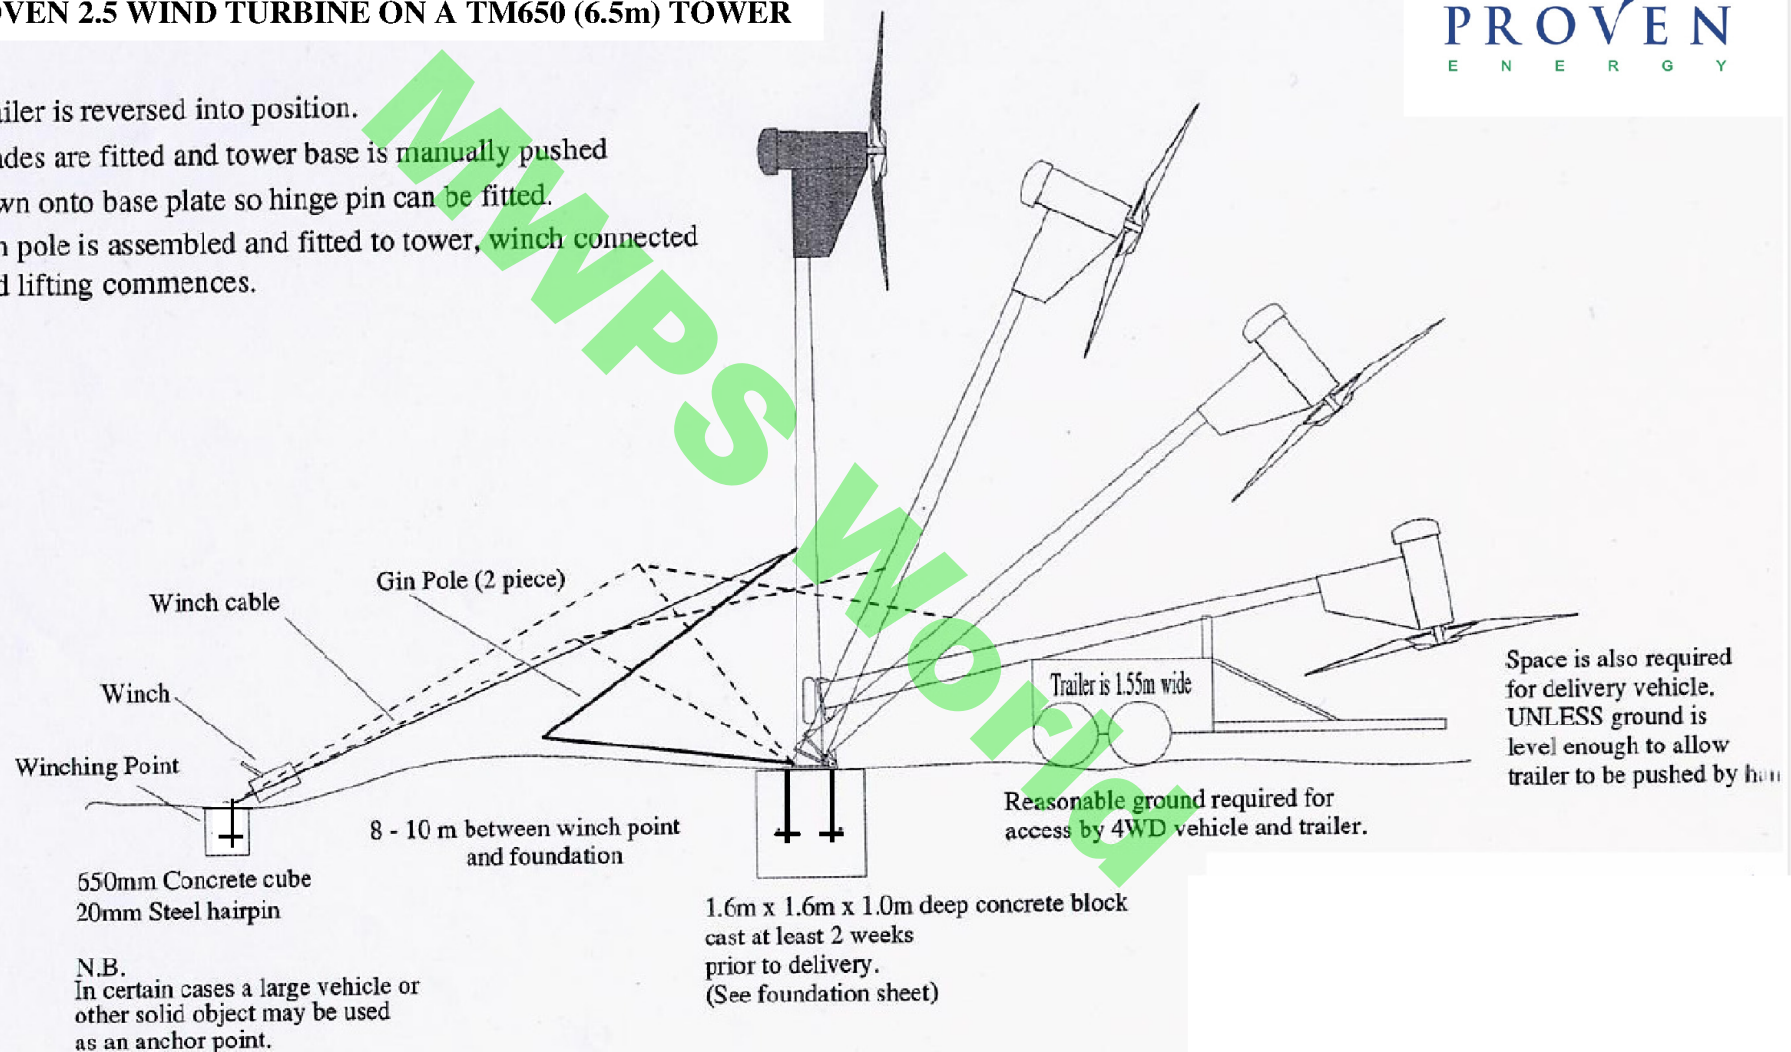 OVEN 2.5 WIND TURBINE ON A TM650 (6.5m) TOWER
PROVEN
ENERGY
ailer is reversed into position.
ades are fitted and tower base is manually pushed
wn onto base plate so hinge pin can be fitted.
n pole is assembled and fitted to tower, winch connected
d lifting commences.
MWPS World
Gin Pole (2 piece)
Winch cable
Winch
Winching Point
Trailer is 1.55m wide
Space is also required
for delivery vehicle.
UNLESS ground is
level enough to allow
trailer to be pushed by
Reasonable ground required for
access by 4WD vehicle and trailer.
8 - 10 m between winch point
and foundation
650mm Concrete cube
20mm Steel hairpin
1.6m x 1.6m x 1.0m deep concrete block
cast at least 2 weeks
prior to delivery.
(See foundation sheet)
N.B.
In certain cases a large vehicle or
other solid object may be used
as an anchor point.